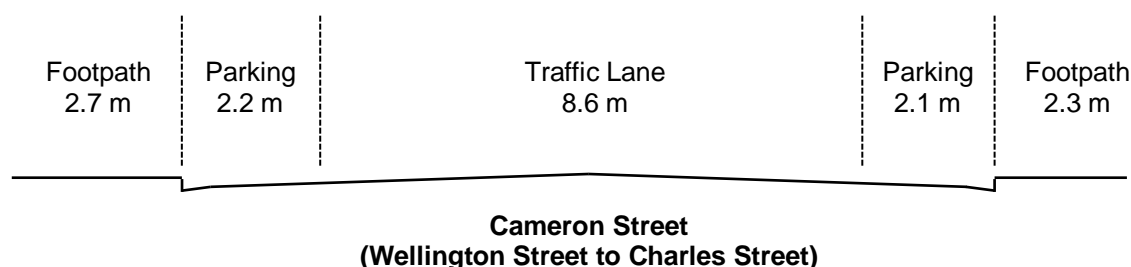 Footpath
2.7 m
Parking
2.2 m
Traffic Lane
8.6 m
Parking
2.1 m
Footpath
2.3 m
Cameron Street
(Wellington Street to Charles Street)